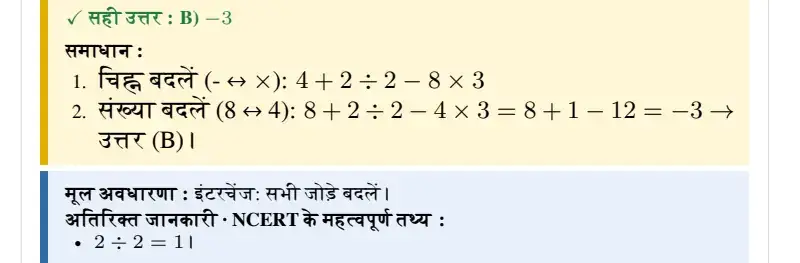 ✓ सही उत्तर : B) −3
समाधान :
1. चिह्न बदलें (- ↔ ×): 4 + 2 ÷ 2 − 8 × 3
2. संख्या बदलें (8 ↔ 4): 8 + 2 ÷ 2 − 4 × 3 = 8 + 1 − 12 = −3 →
उत्तर (B)।
मूल अवधारणा : इंटरचेंज: सभी जोड़े बदलें।
अतिरिक्त जानकारी · NCERT के महत्वपूर्ण तथ्य :
• 2 ÷ 2 = 1।